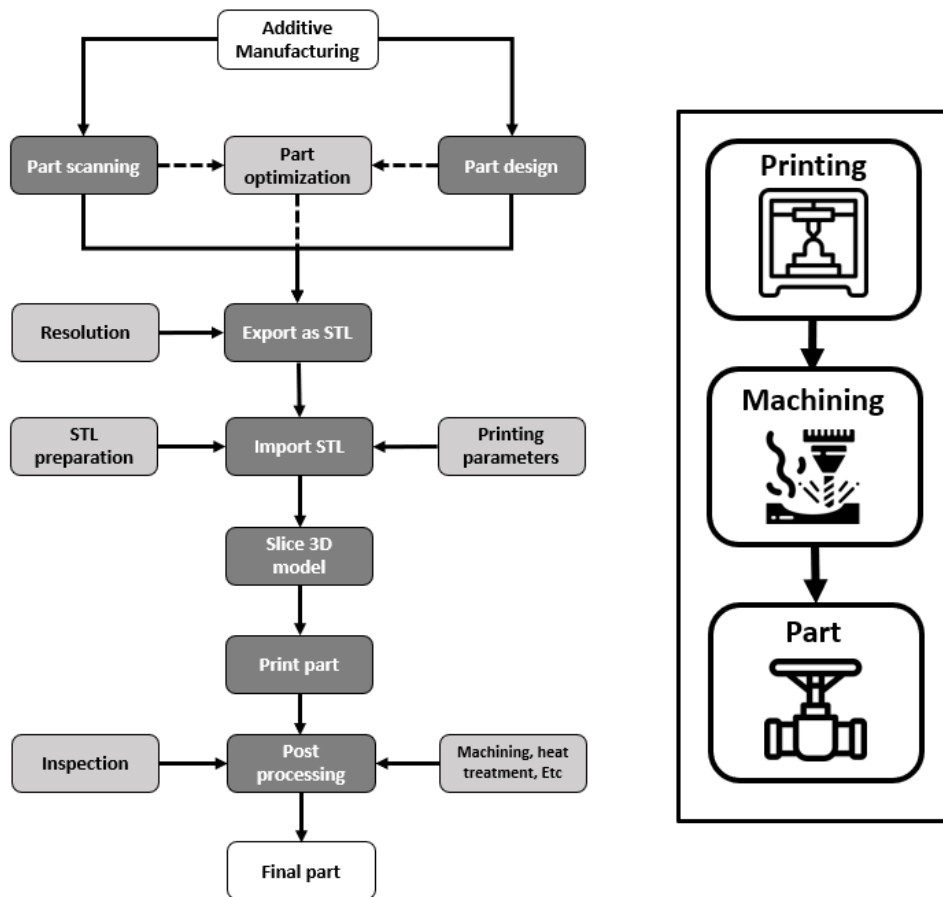 Additive
Manufacturing
Part scanning
Part
optimization
Part design
Resolution
Export as STL
STL
preparation
Import STL
Printing
parameters
Slice 3D
model
Print part
Inspection
Post
processing
Machining, heat
treatment, Etc
Final part
Printing
Machining
Part